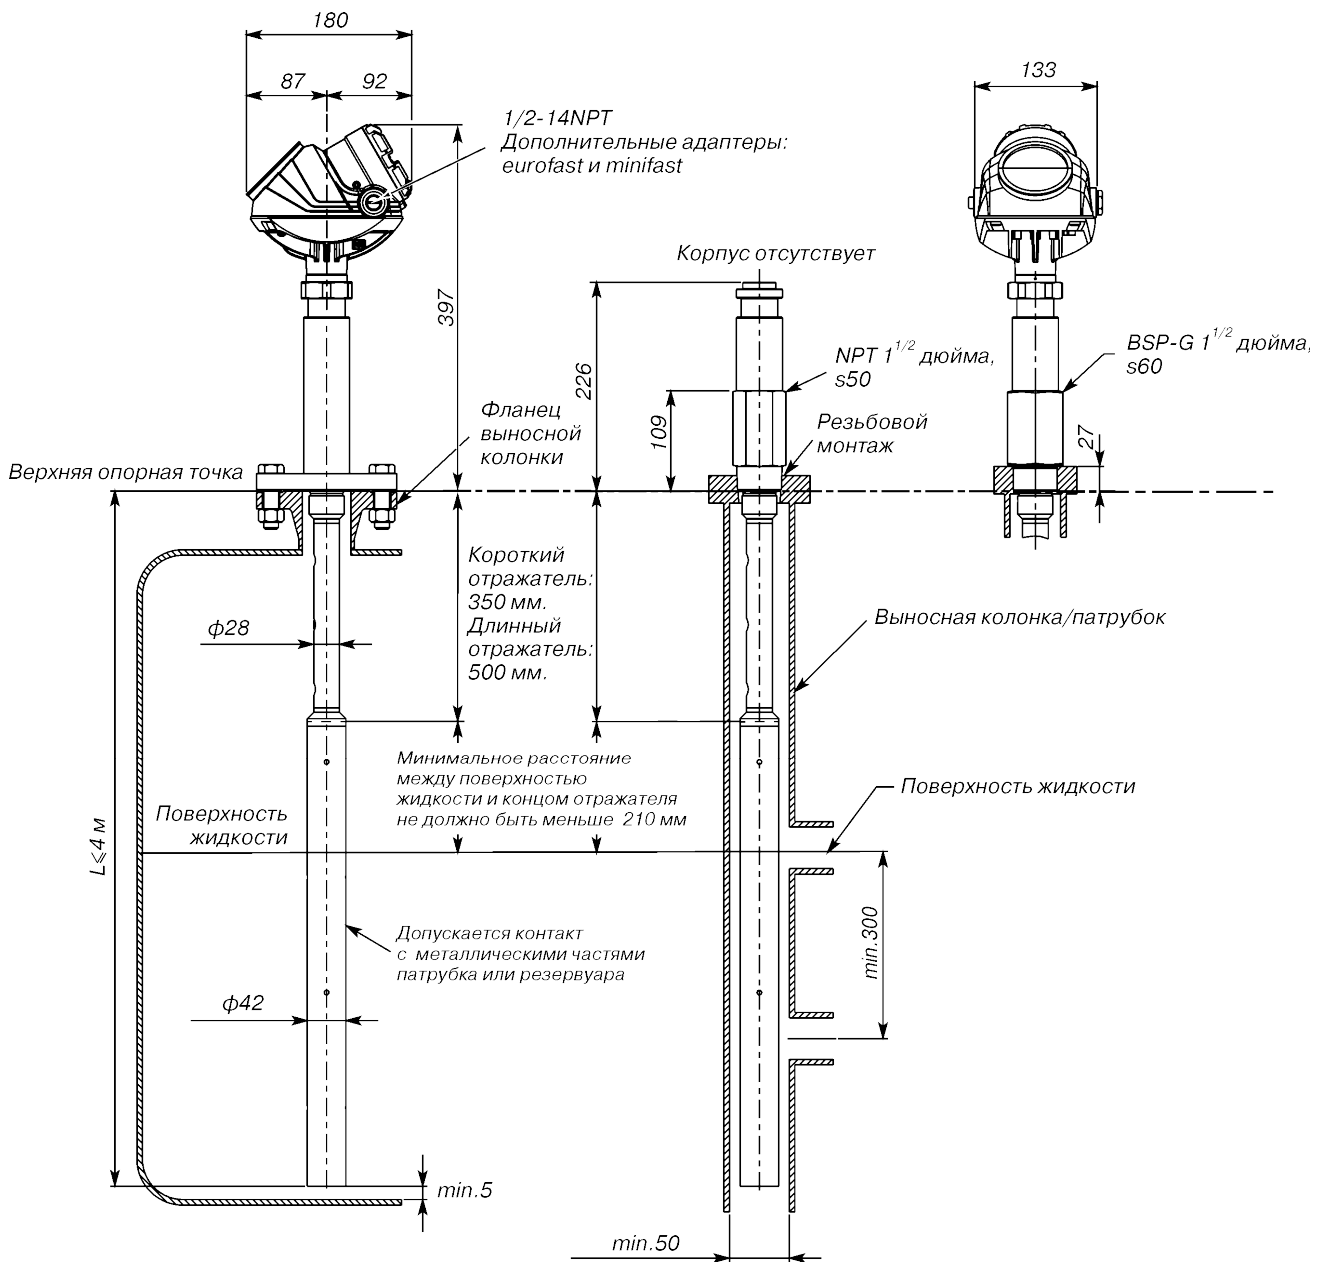 180
87
92
133
1/2-14NPT
Дополнительные адаптеры:
eurofast и minifast
Корпус отсутствует
397
226
109
NPT 1 1/2 дюйма,
s50
BSP-G 1 1/2 дюйма,
s60
27
Фланец
выносной
колонки
Резьбовой
монтаж
Верхняя опорная точка
Короткий
отражатель:
350 мм.
Длинный
отражатель:
500 мм.
ф28
Выносная колонка/патрубок
Минимальное расстояние
между поверхностью
жидкости и концом отражателя
не должно быть меньше 210 мм
Поверхность
жидкости
Поверхность жидкости
L⩽4 м
min.300
Допускается контакт
с металлическими частями
патрубка или резервуара
ф42
min.5
min.50